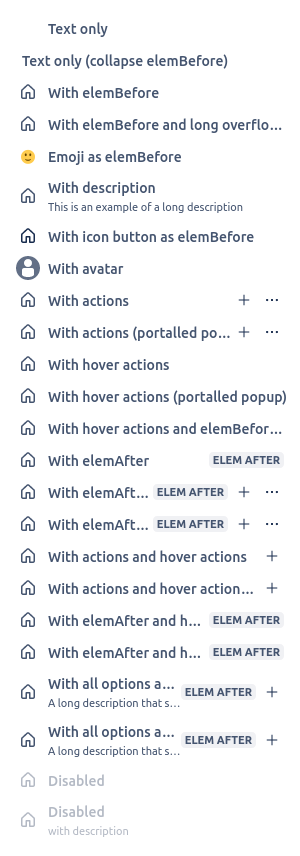 Text only
Text only (collapse elemBefore)
With elemBefore
With elemBefore and long overflo...
Emoji as elemBefore
With description
This is an example of a long description
With icon button as elemBefore
With avatar
With actions
With actions (portalled po...
With hover actions
With hover actions (portalled popup)
With hover actions and elemBefor...
With elemAfter ELEM AFTER
With elemAft... ELEM AFTER
With elemAft... ELEM AFTER
With actions and hover actions
With actions and hover action...
With elemAfter and h... ELEM AFTER
With elemAfter and h... ELEM AFTER
With all options a... ELEM AFTER
A long description that s...
With all options a... ELEM AFTER
A long description that s...
Disabled
Disabled
with description